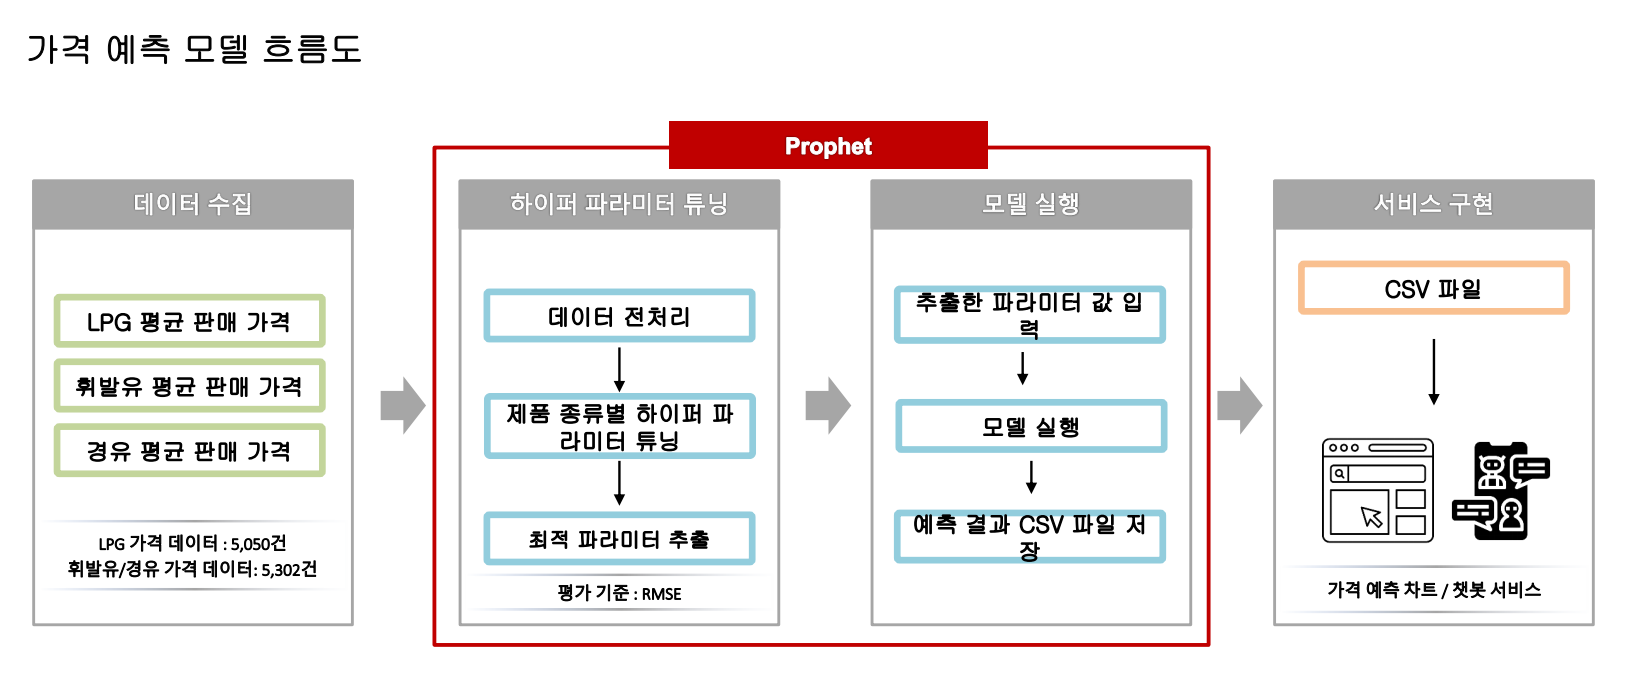 가격 예측 모델 흐름도
Prophet
데이터 수집
LPG 평균 판매 가격
휘발유 평균 판매 가격
경유 평균 판매 가격
LPG 가격 데이터 : 5,050건
휘발유/경유 가격 데이터: 5,302건
하이퍼 파라미터 튜닝
데이터 전처리
제품 종류별 하이퍼 파
라미터 튜닝
최적 파라미터 추출
평가 기준 : RMSE
모델 실행
추출한 파라미터 값 입
력
모델 실행
예측 결과 CSV 파일 저
장
서비스 구현
CSV 파일
가격 예측 차트 / 챗봇 서비스